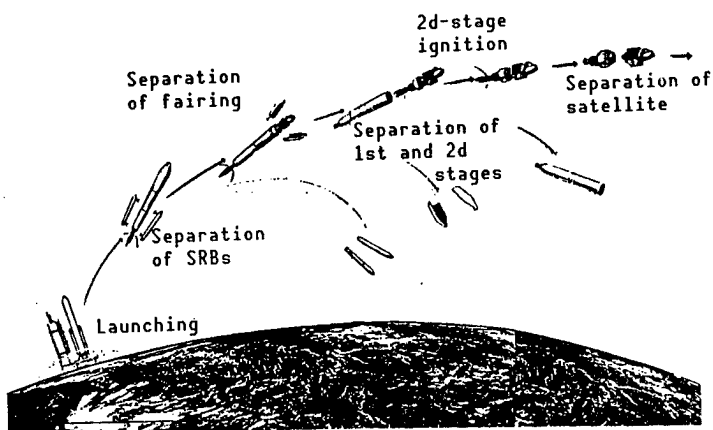 2d-stage
ignition
Separation
of fairing
Separation of
satellite
Separation of
1st and 2d
stages
Separation
of SRBs
Launching